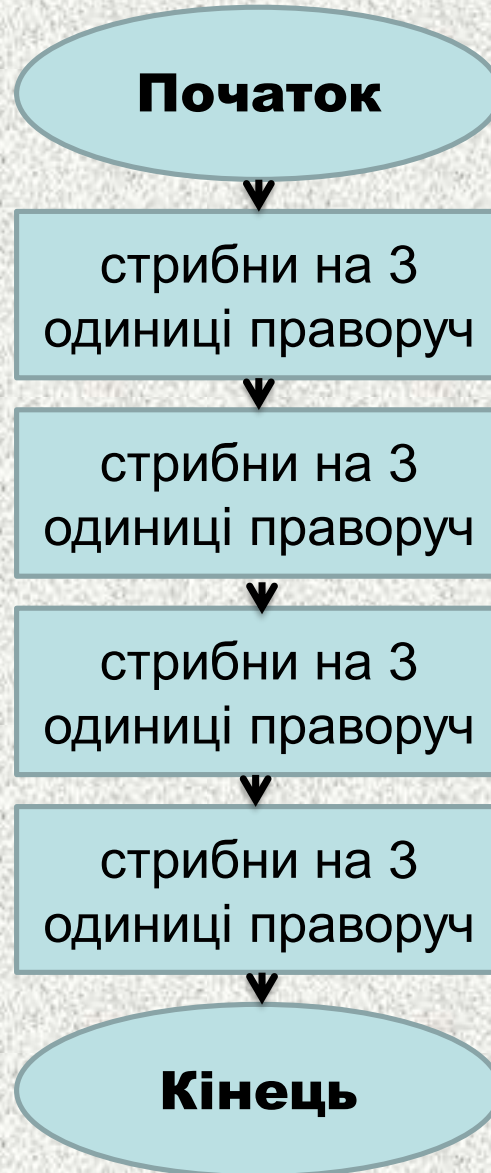 Початок
стрибни на 3
одиниці праворуч
стрибни на 3
одиниці праворуч
стрибни на 3
одиниці праворуч
стрибни на 3
одиниці праворуч
Кінець